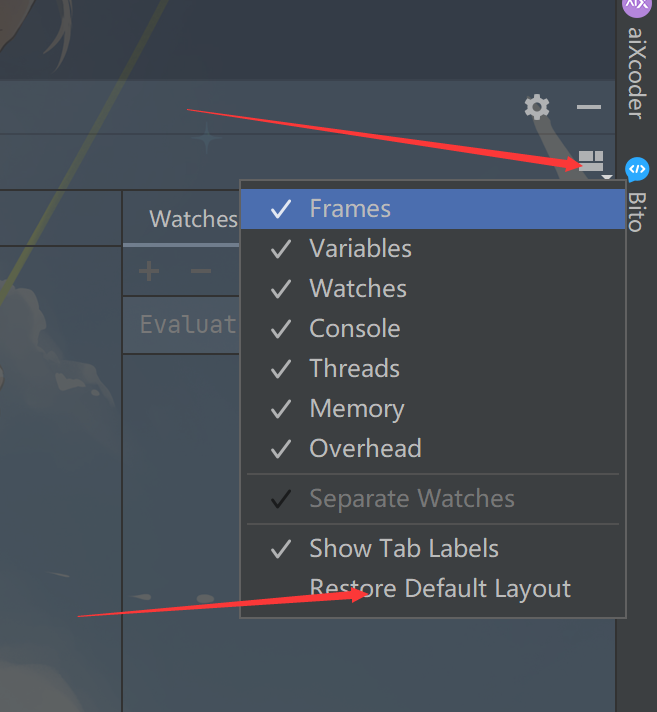 aiXcoder
Bito
Watches
Evaluat
Frames
Variables
Watches
Console
Threads
Memory
Overhead
Separate Watches
Show Tab Labels
Restore Default Layout